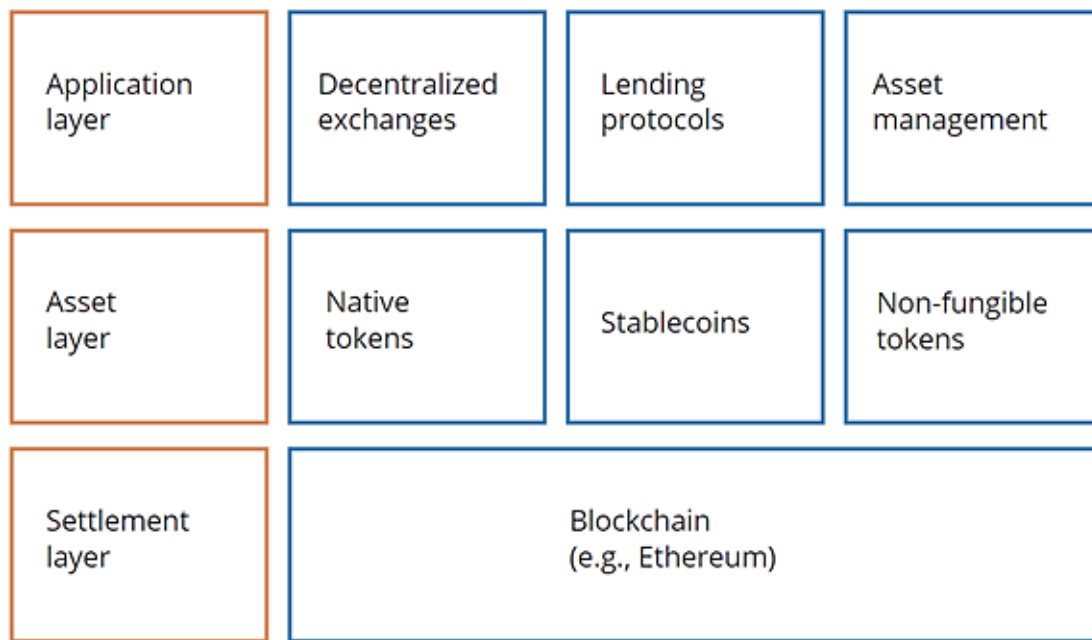 Application
layer
Decentralized
exchanges
Lending
protocols
Asset
management
Asset
layer
Native
tokens
Stablecoins
Non-fungible
tokens
Settlement
layer
Blockchain
(e.g., Ethereum)